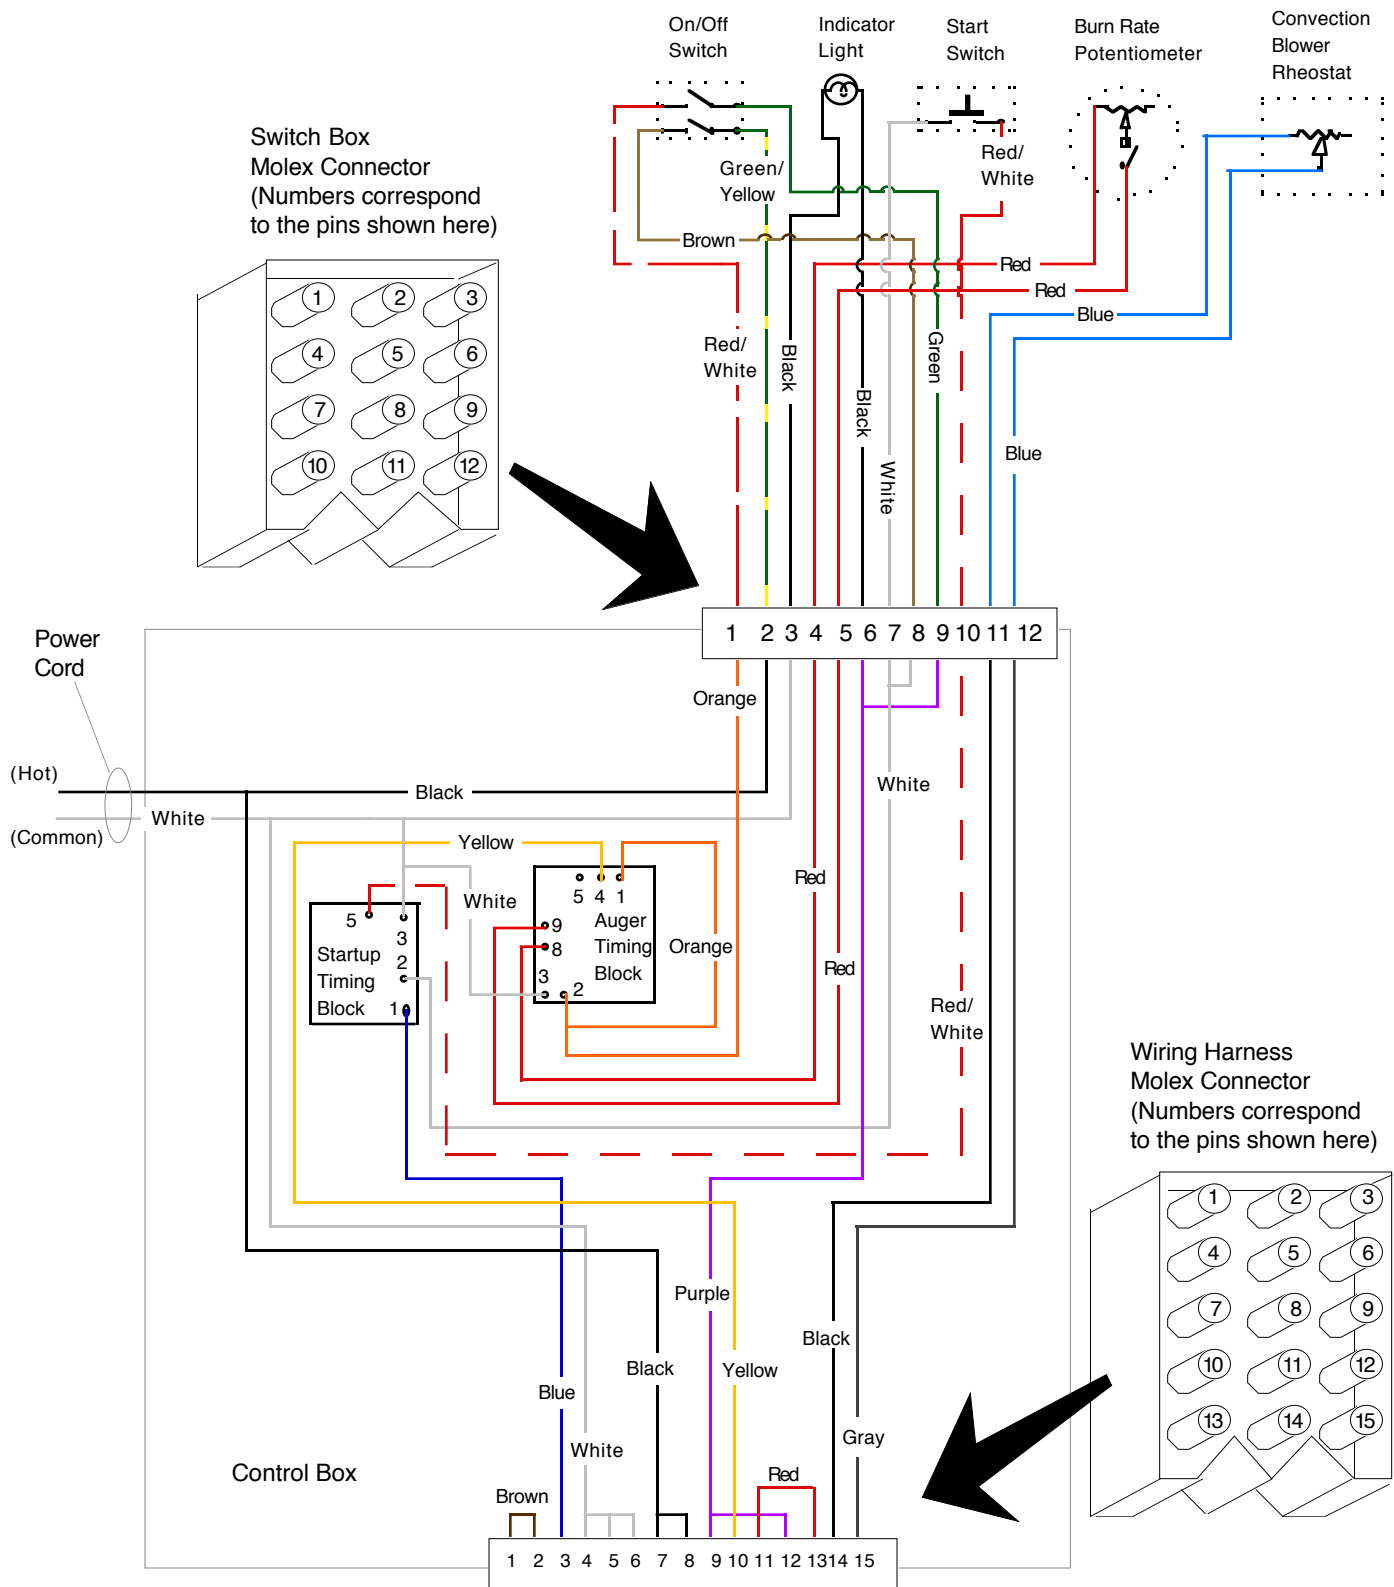 On/Off
Switch
Indicator
Light
Start
Switch
Burn Rate
Potentiometer
Convection
Blower
Rheostat
Switch Box
Molex Connector
(Numbers correspond
to the pins shown here)
Green/
Yellow
Red/
White
Brown
Red
Red
Blue
1 2 3
4 5 6
7 8 9
10 11 12
Red/
White
Black
Black
White
Green
Blue
1 2 3 4 5 6 7 8 9 10 11 12
Power
Cord
Orange
(Hot)
Black
White
White
(Common)
Yellow
White
Red
5 4 1
9
8
3
2
Auger
Timing
Block
Orange
Red
5
3
2
1
Startup
Timing
Block
Red/
White
Wiring Harness
Molex Connector
(Numbers correspond
to the pins shown here)
1 2 3
4 5 6
7 8 9
10 11 12
13 14 15
Purple
Black
Black
Yellow
Blue
Gray
White
Control Box
Red
Brown
1 2 3 4 5 6 7 8 9 10 11 12 13 14 15